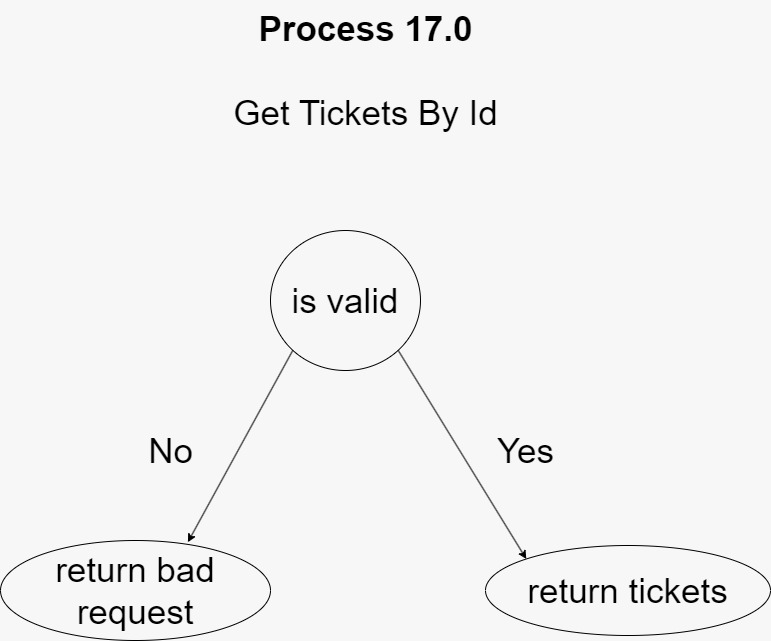 Process 17.0
Get Tickets By Id
is valid
No
Yes
return bad
request
return tickets